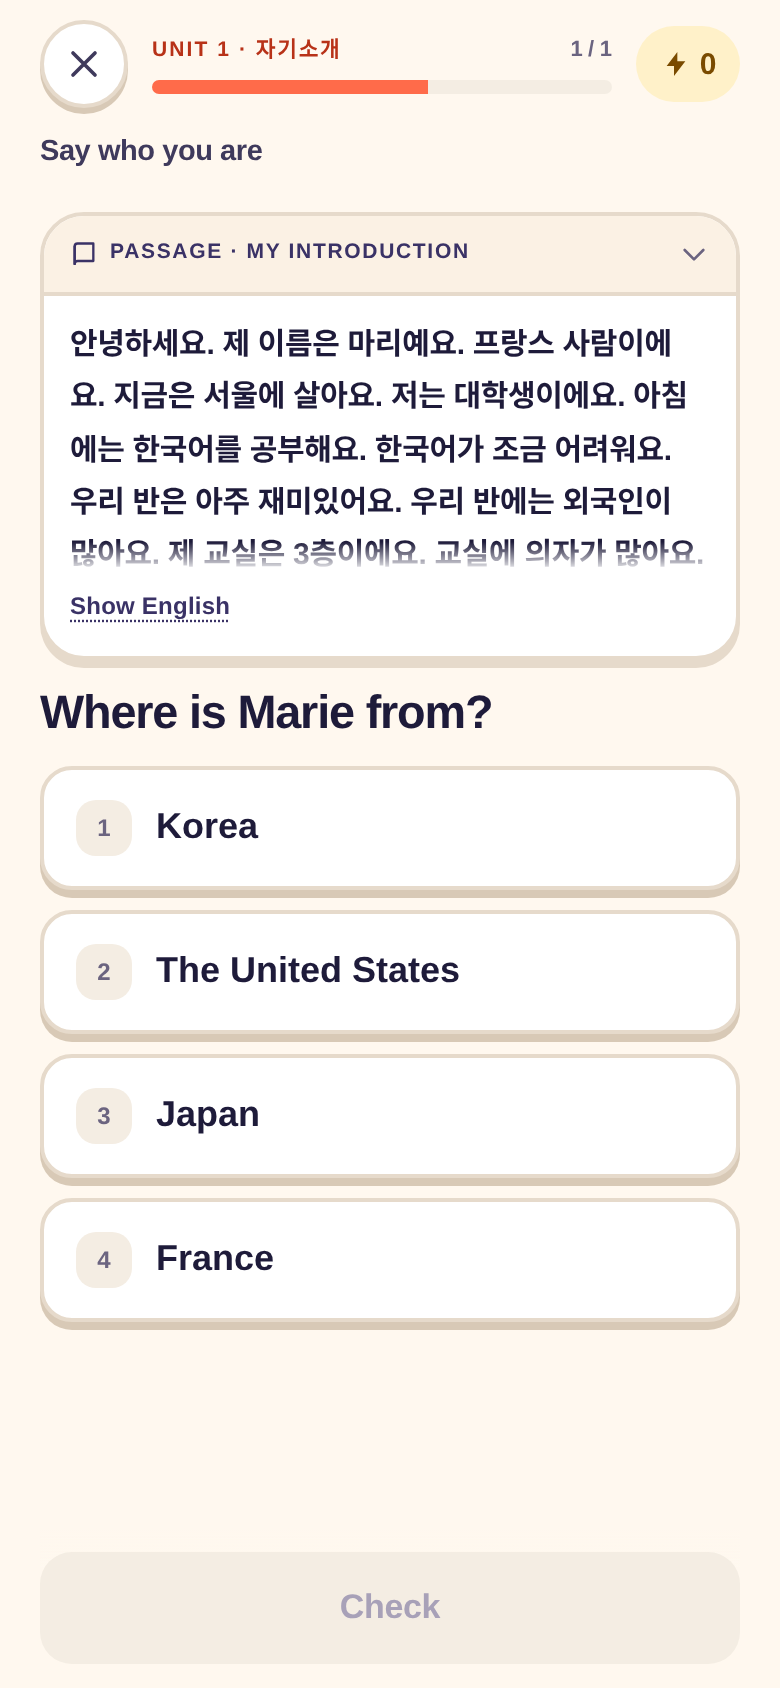 UNIT 1 · 자기소개
1 / 1
0
Say who you are
PASSAGE · MY INTRODUCTION
안녕하세요. 제 이름은 마리예요. 프랑스 사람이에
요. 지금은 서울에 살아요. 저는 대학생이에요. 아침
에는 한국어를 공부해요. 한국어가 조금 어려워요.
우리 반은 아주 재미있어요. 우리 반에는 외국인이
많아요. 제 교실은 3층이에요. 교실에 의자가 많아요.
Show English
Where is Marie from?
1 Korea
2 The United States
3 Japan
4 France
Check